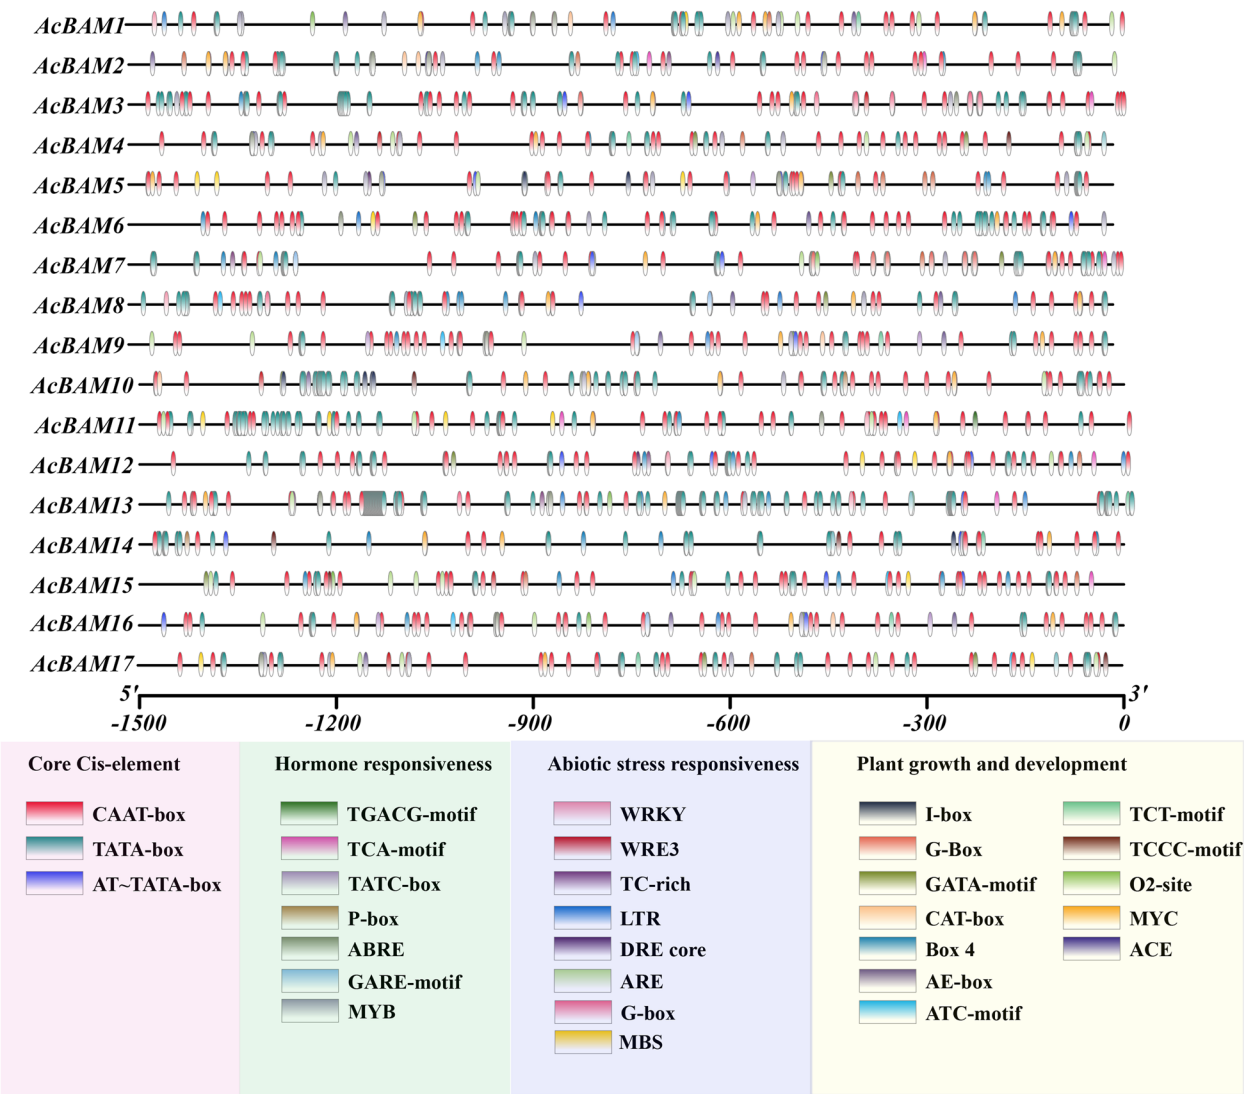 AcBAM1
AcBAM2
AcBAM3
AcBAM4
AcBAM5
AcBAM6
AcBAM7
AcBAM8
AcBAM9
AcBAM10
AcBAM11
AcBAM12
AcBAM13
AcBAM14
AcBAM15
AcBAM16
AcBAM17
5′ 3′
-1500 -1200 -900 -600 -300 0
Core Cis-element
CAAT-box
TATA-box
AT~TATA-box
Hormone responsiveness
TGACG-motif
TCA-motif
TATC-box
P-box
ABRE
GARE-motif
MYB
Abiotic stress responsiveness
WRKY
WRE3
TC-rich
LTR
DRE core
ARE
G-box
MBS
Plant growth and development
I-box
G-Box
GATA-motif
CAT-box
Box 4
AE-box
ATC-motif
TCT-motif
TCCC-motif
O2-site
MYC
ACE